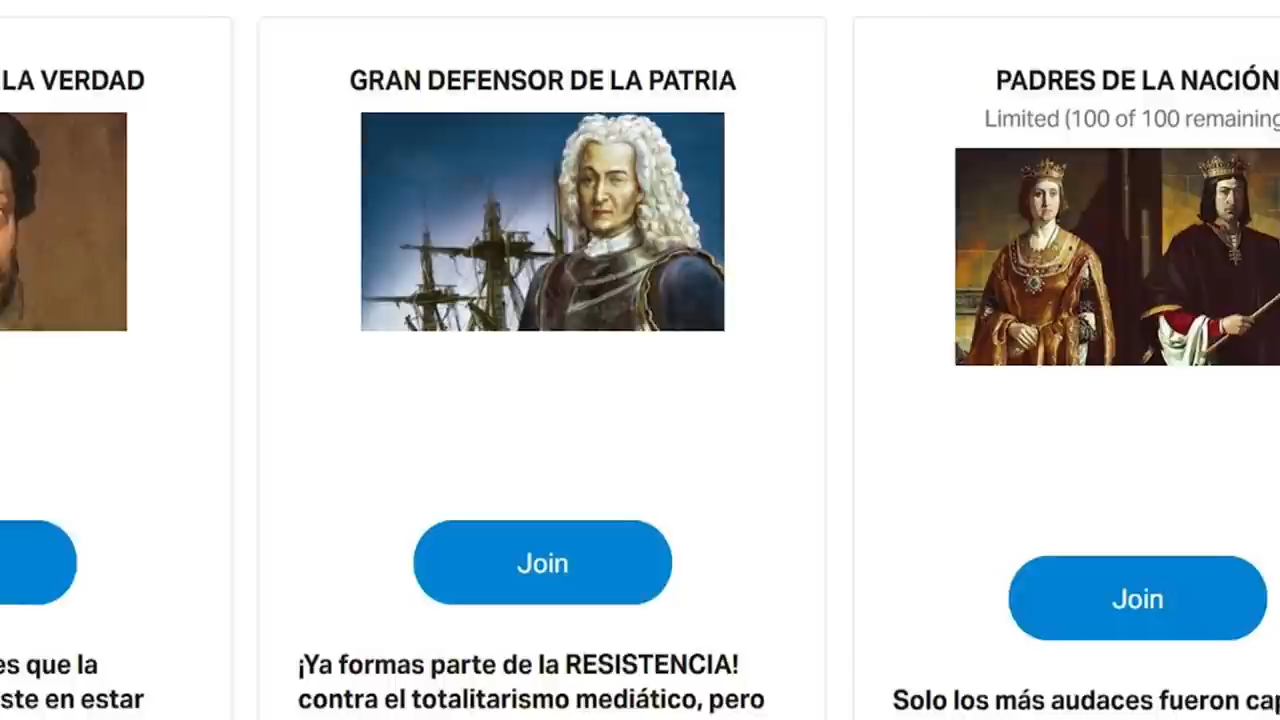 LA VERDAD
es que la
ste en estar
GRAN DEFENSOR DE LA PATRIA
Join
¡Ya formas parte de la RESISTENCIA!
contra el totalitarismo mediático, pero
PADRES DE LA NACIÓN
Limited (100 of 100 remaining
Join
Solo los más audaces fueron cap